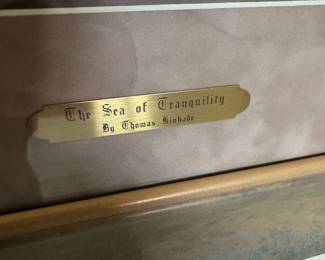 The Sea of Tranquility
By Thomas Kinkade